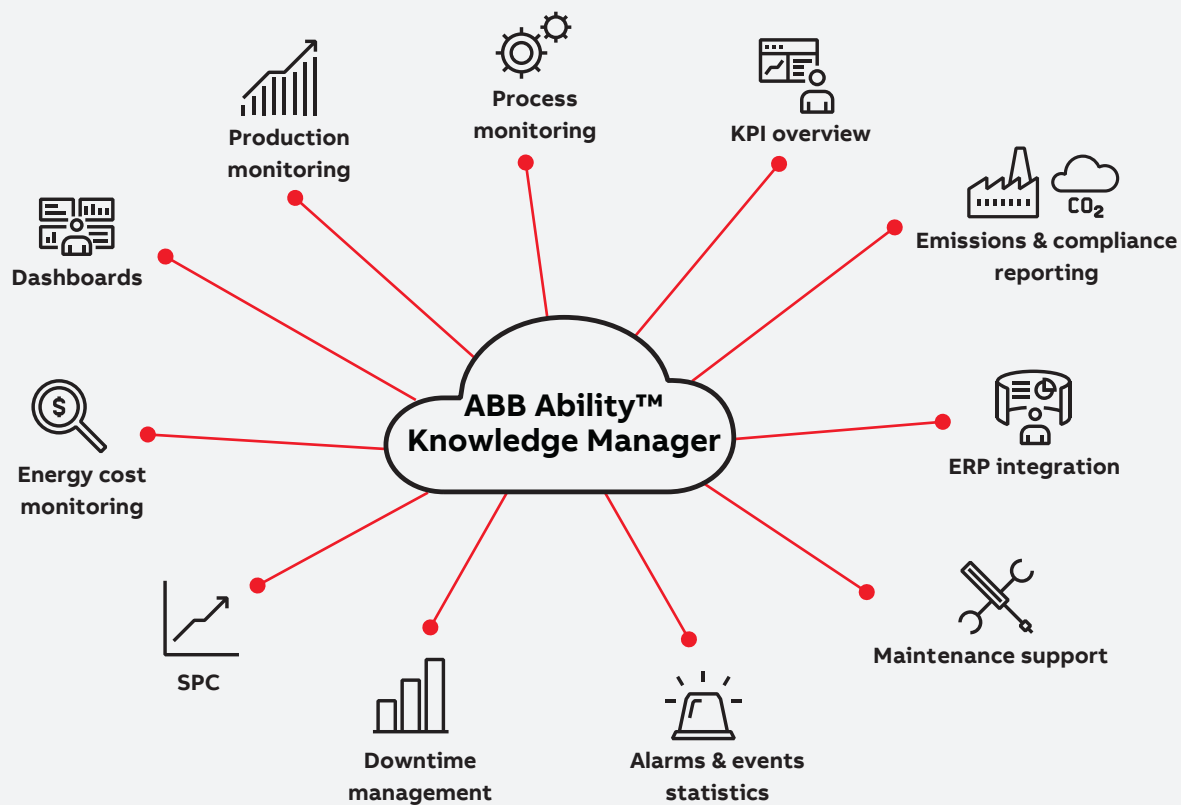 Process
monitoring
KPI overview
Production
monitoring
CO₂
Emissions & compliance
reporting
Dashboards
ABB Ability™
Knowledge Manager
$
Energy cost
monitoring
ERP integration
Maintenance support
SPC
Downtime
management
Alarms & events
statistics